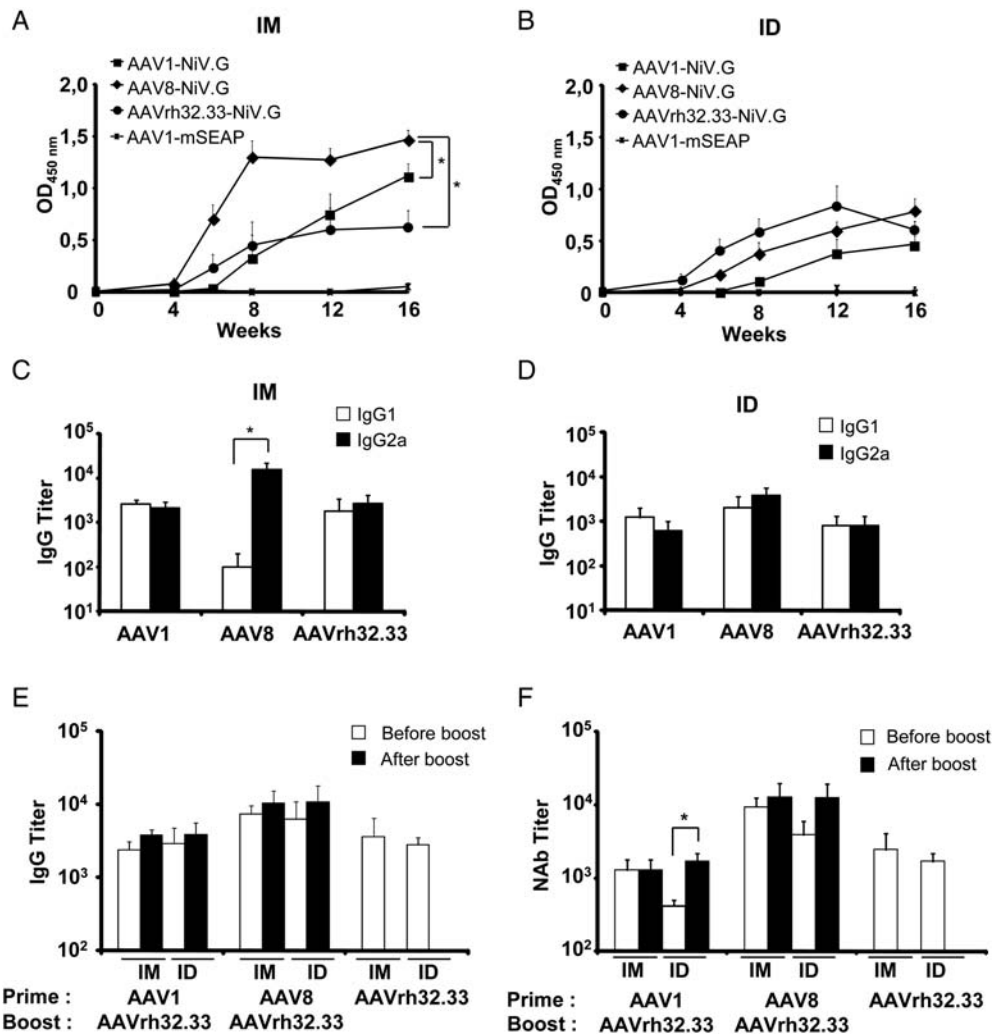 A
IM
AAV1-NiV.G
AAV8-NiV.G
AAVrh32.33-NiV.G
AAV1-mSEAP
OD450 nm
2,0
1.5
1,0
0,5
0
*
*
0 4 8 12 16
Weeks
B
ID
AAV1-NiV.G
AAV8-NiV.G
AAVrh32.33-NiV.G
AAV1-mSEAP
OD450 nm
2,0
1,5
1,0
0,5
0
0 4 8 12 16
Weeks
C
IM
IgG1
IgG2a
IgG Titer
10^5
10^4
10^3
10^2
10^1
*
AAV1 AAV8 AAVrh32.33
D
ID
IgG1
IgG2a
IgG Titer
10^5
10^4
10^3
10^2
10^1
AAV1 AAV8 AAVrh32.33
E
Before boost
After boost
IgG Titer
10^5
10^4
10^3
10^2
IM ID IM ID IM ID
Prime : AAV1 AAV8 AAVrh32.33
Boost : AAVrh32.33 AAVrh32.33
F
Before boost
After boost
NAb Titer
10^5
10^4
10^3
10^2
*
IM ID IM ID IM ID
Prime : AAV1 AAV8 AAVrh32.33
Boost : AAVrh32.33 AAVrh32.33